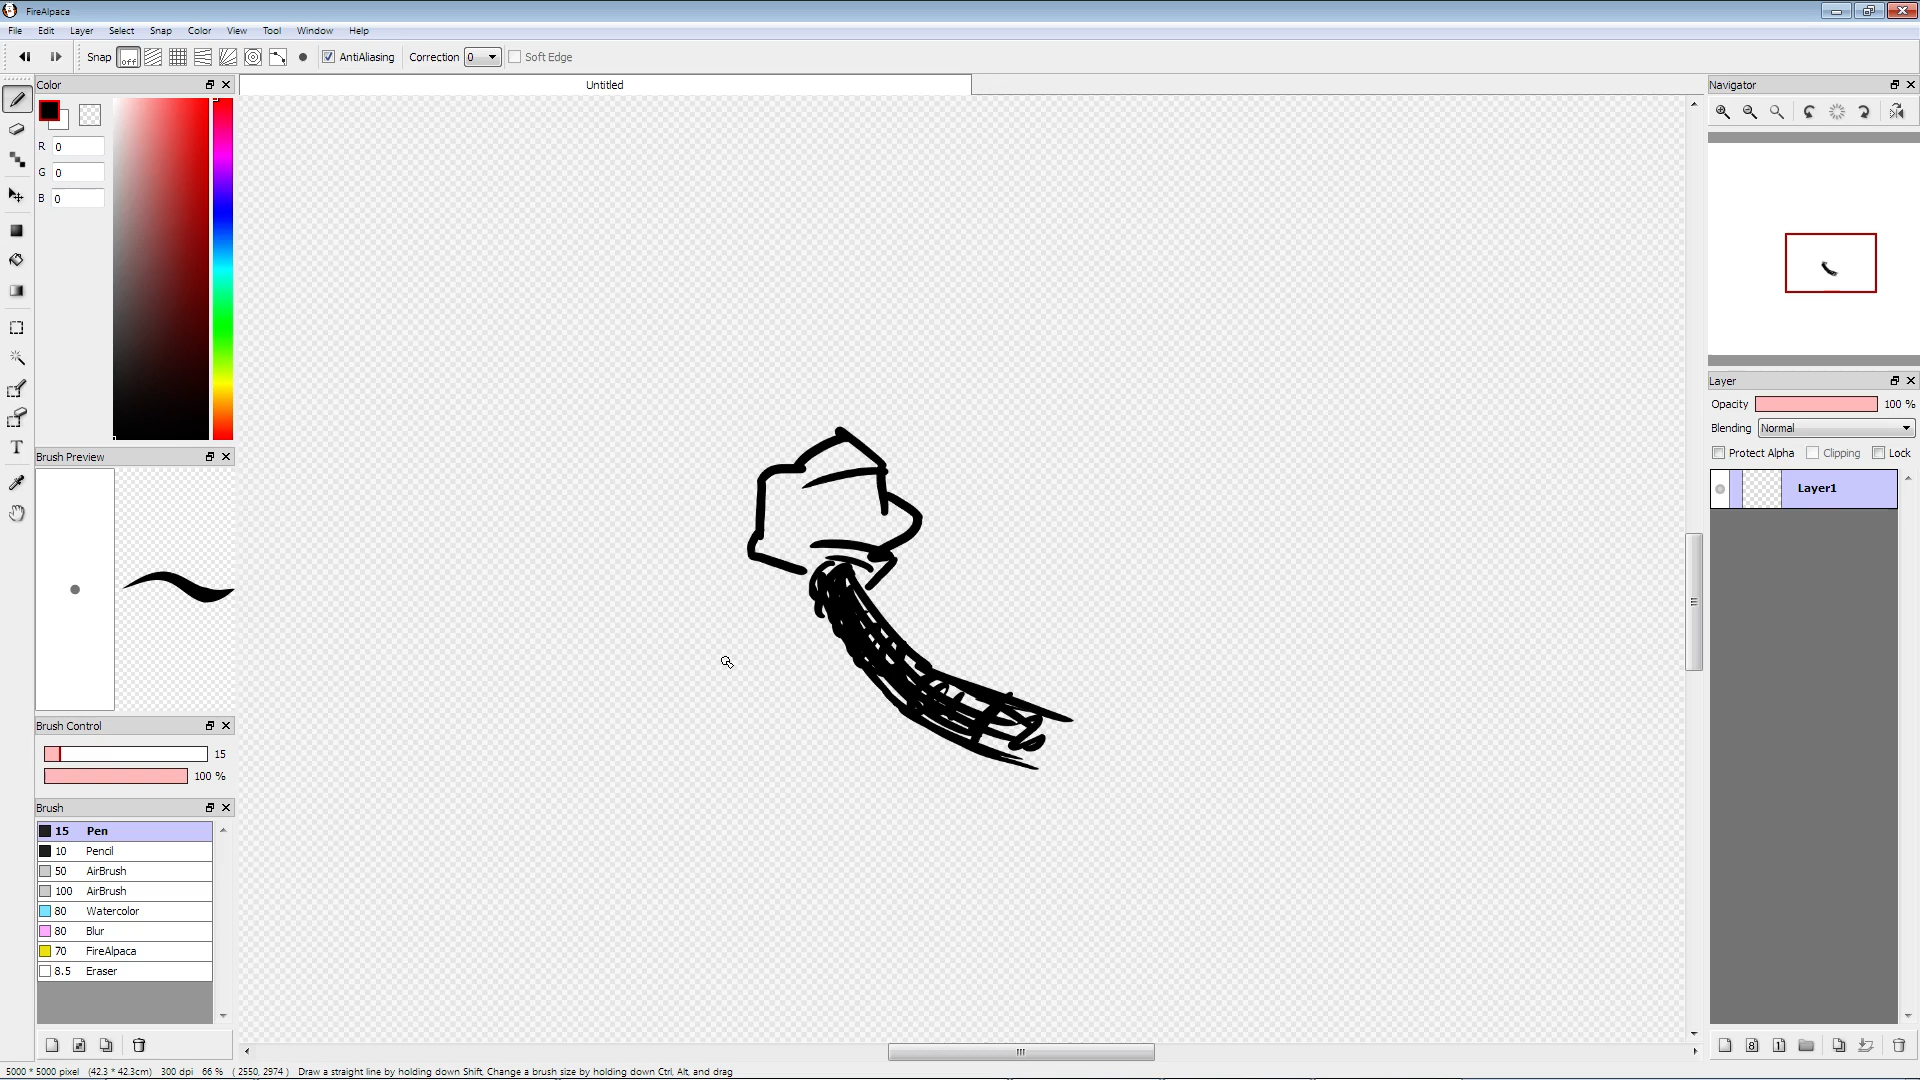 FireAlpaca
File Edit Layer Select Snap Color View Tool Window Help
Snap off AntiAliasing Correction 0 Soft Edge
Color
Untitled
Navigator
R 0
G 0
B 0
Layer
Opacity 100 %
Blending Normal
Protect Alpha Clipping Lock
Brush Preview
Layer1
Brush Control
15
100 %
Brush
15 Pen
10 Pencil
50 AirBrush
100 AirBrush
80 Watercolor
80 Blur
70 FireAlpaca
8.5 Eraser
8 1
5000 * 5000 pixel (42.3 * 42.3cm) 300 dpi 66 % ( 2550, 2974 ) Draw a straight line by holding down Shift, Change a brush size by holding down Ctrl, Alt, and drag